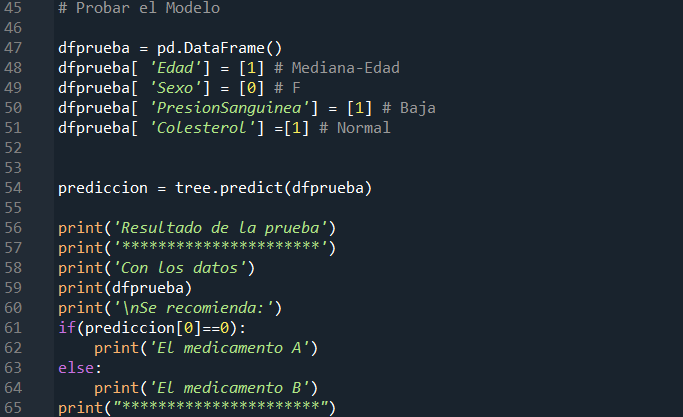 45 # Probar el Modelo
46
47 dfprueba = pd.DataFrame()
48 dfprueba[ 'Edad'] = [1] # Mediana-Edad
49 dfprueba[ 'Sexo'] = [0] # F
50 dfprueba[ 'PresionSanguinea'] = [1] # Baja
51 dfprueba[ 'Colesterol'] =[1] # Normal
52
53
54 prediccion = tree.predict(dfprueba)
55
56 print('Resultado de la prueba')
57 print('**********************')
58 print('Con los datos')
59 print(dfprueba)
60 print('\nSe recomienda:')
61 if(prediccion[0]==0):
62     print('El medicamento A')
63 else:
64     print('El medicamento B')
65 print("**********************")